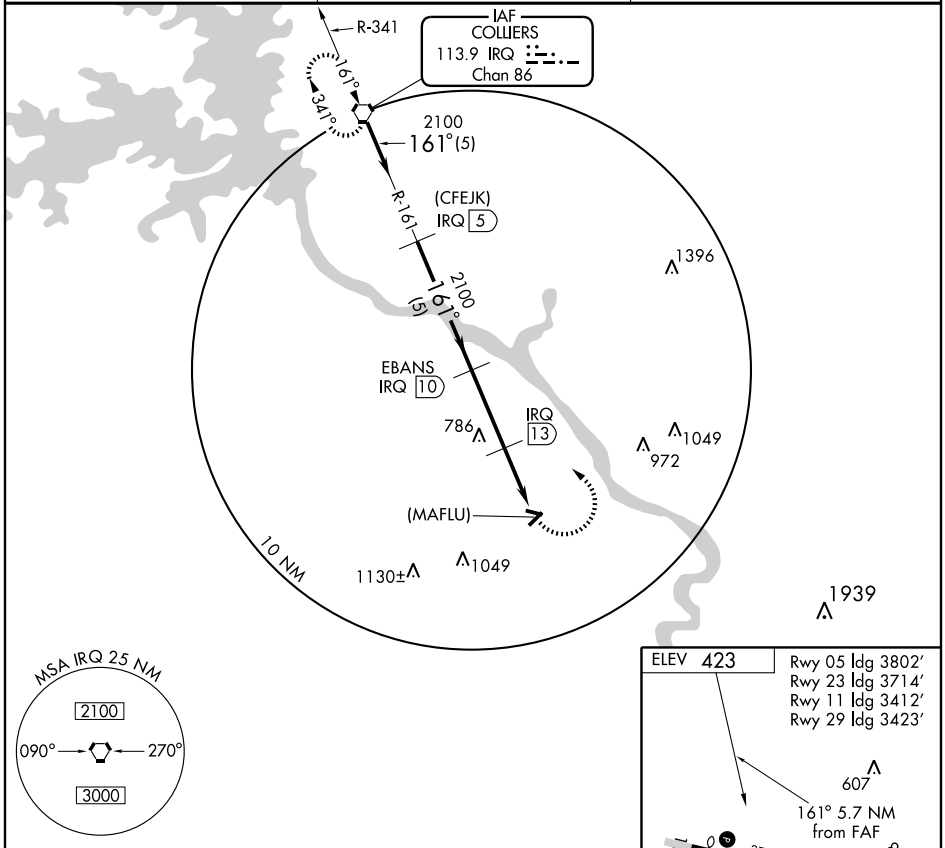 R-341
IAF
COLLIERS
113.9 IRQ
Chan 86
161°
341°
2100
161° (5)
R-161
(CFEJK)
IRQ 5
1396
2100
161°
(5)
EBANS
IRQ 10
IRQ
13
786
1049
972
(MAFLU)
10 NM
1130±
1049
1939
MSA IRQ 25 NM
2100
090°
270°
3000
ELEV 423
Rwy 05 ldg 3802'
Rwy 23 ldg 3714'
Rwy 11 ldg 3412'
Rwy 29 ldg 3423'
607
161° 5.7 NM
from FAF
P